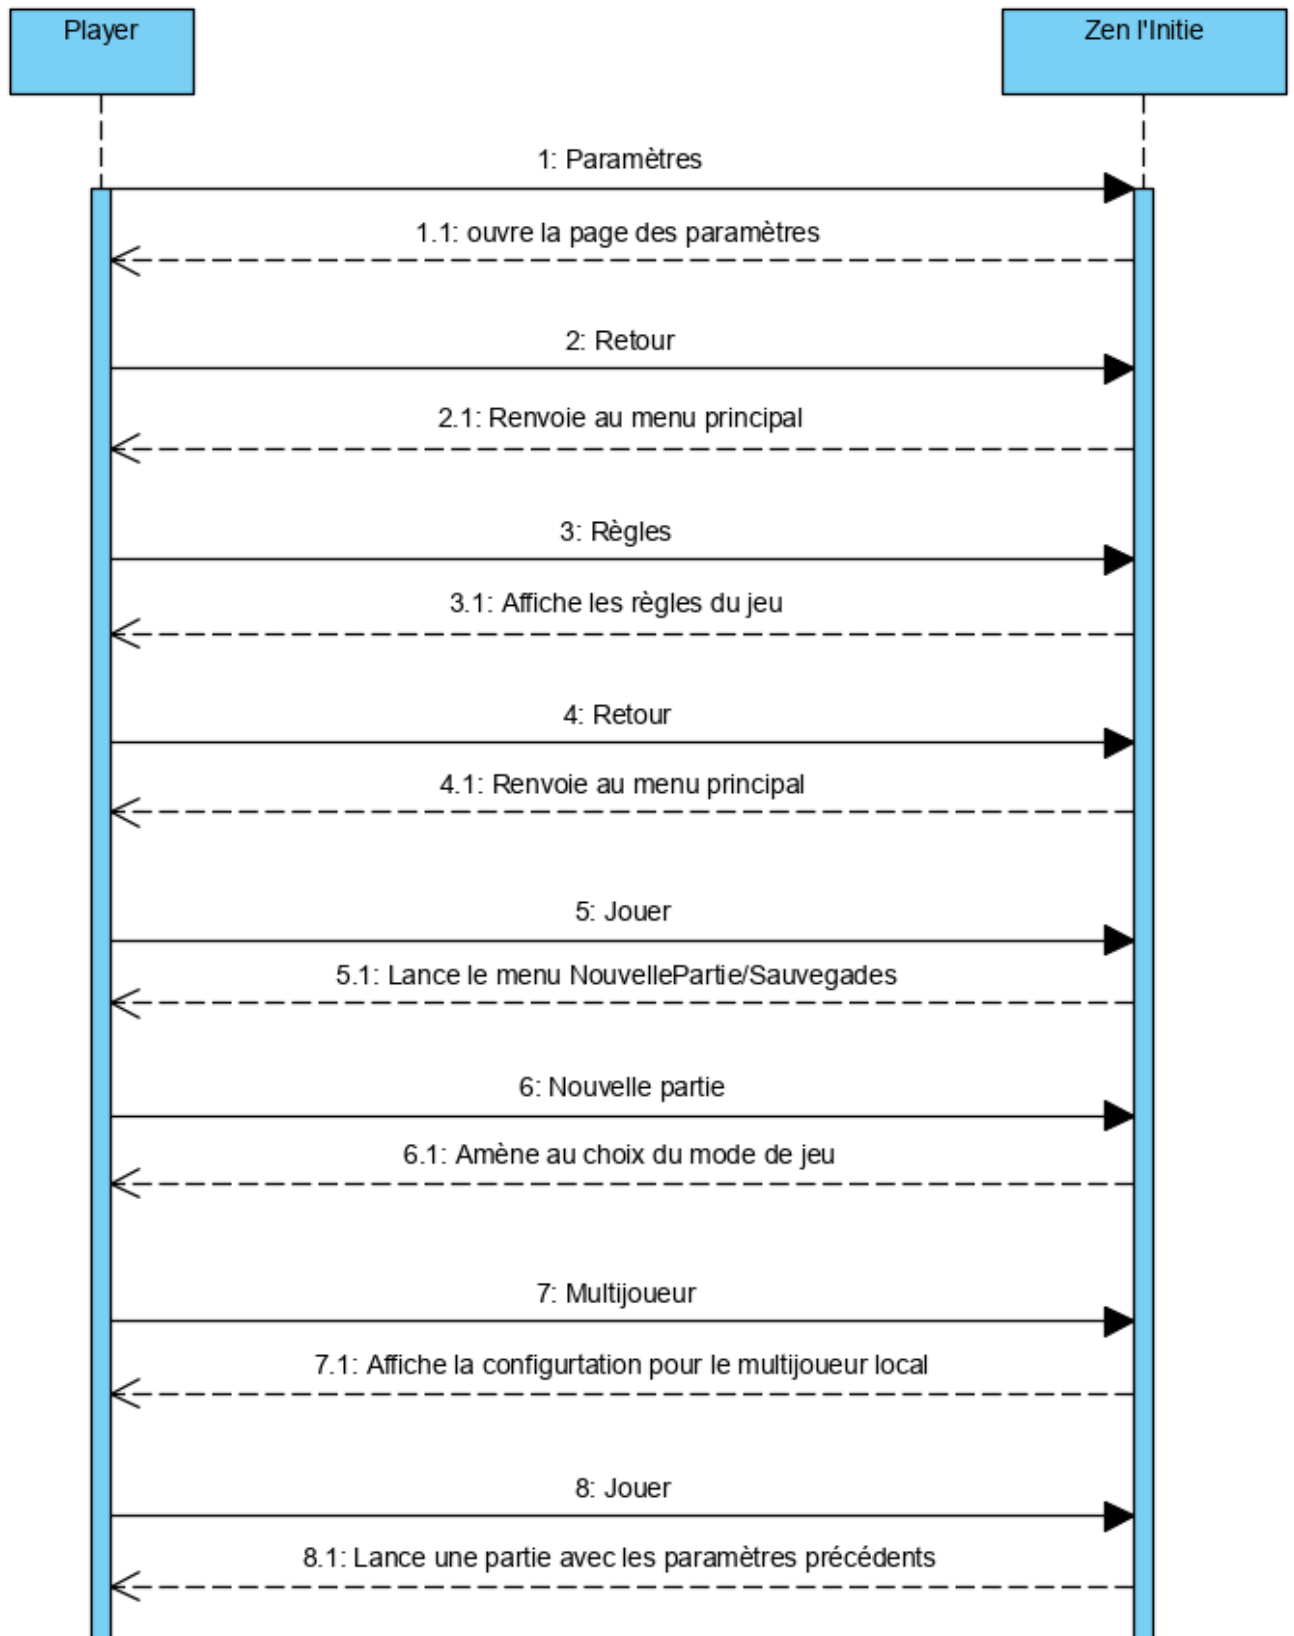 Player
Zen l'Initie
1: Paramètres
1.1: ouvre la page des paramètres
2: Retour
2.1: Renvoie au menu principal
3: Règles
3.1: Affiche les règles du jeu
4: Retour
4.1: Renvoie au menu principal
5: Jouer
5.1: Lance le menu NouvellePartie/Sauvegades
6: Nouvelle partie
6.1: Amène au choix du mode de jeu
7: Multijoueur
7.1: Affiche la configurtation pour le multijoueur local
8: Jouer
8.1: Lance une partie avec les paramètres précédents